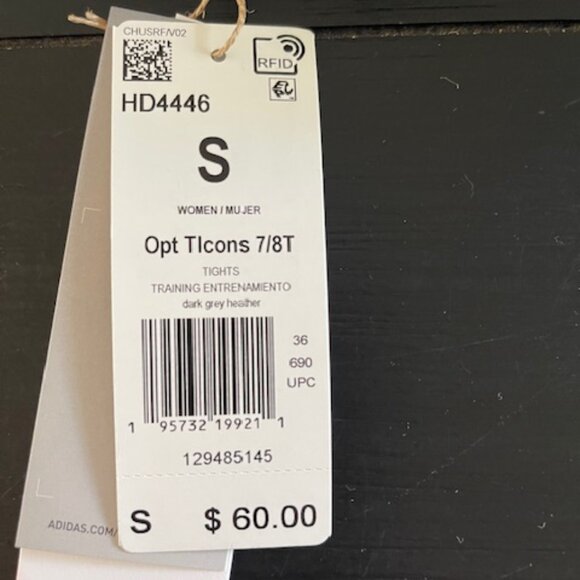 CHUSRF/V02
RFID
HD4446
S
WOMEN / MUJER
Opt TIcons 7/8T
TIGHTS
TRAINING ENTRENAMIENTO
dark grey heather
36
690
UPC
1 95732 19921 1
129485145
S $ 60.00
ADIDAS.COM/